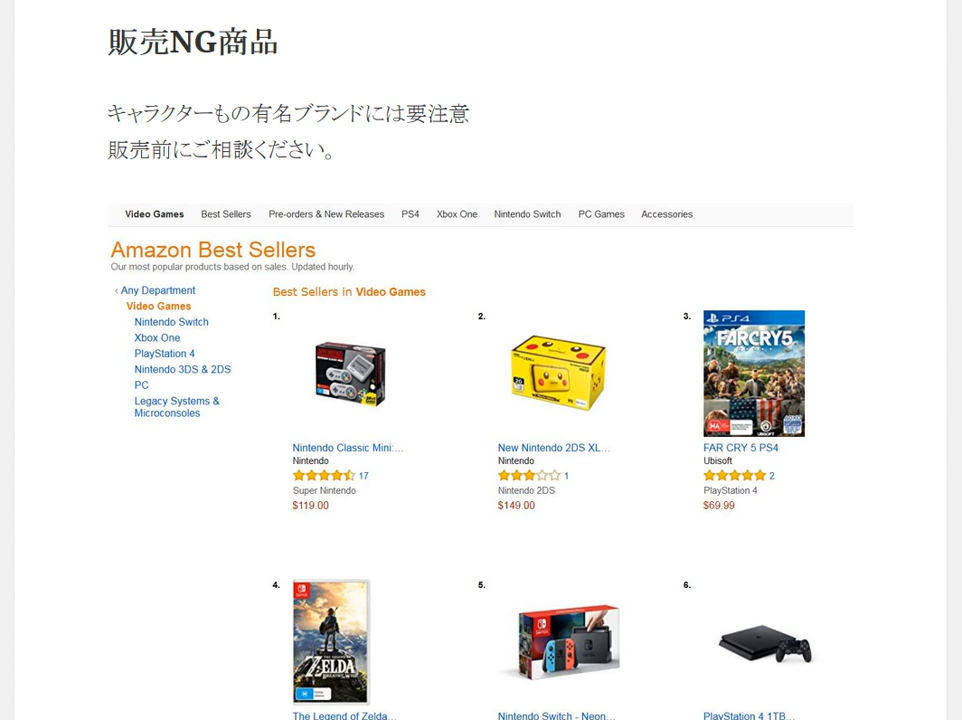 販売NG商品
キャラクターもの有名ブランドには要注意
販売前にご相談ください。
Video Games Best Sellers Pre-orders & New Releases PS4 Xbox One Nintendo Switch PC Games Accessories
Amazon Best Sellers
Our most popular products based on sales. Updated hourly.
‹ Any Department
Video Games
Nintendo Switch
Xbox One
PlayStation 4
Nintendo 3DS & 2DS
PC
Legacy Systems &
Microconsoles
Best Sellers in Video Games
1.
Nintendo Classic Mini:...
Nintendo
17
Super Nintendo
$119.00
2.
New Nintendo 2DS XL...
Nintendo
1
Nintendo 2DS
$149.00
3.
PS4
FARCRY5
MA
UBISOFT
FAR CRY 5 PS4
Ubisoft
2
PlayStation 4
$69.99
4.
ZELDA
The Legend of Zelda...
5.
Nintendo Switch - Neon...
6.
PlayStation 4 1TB...